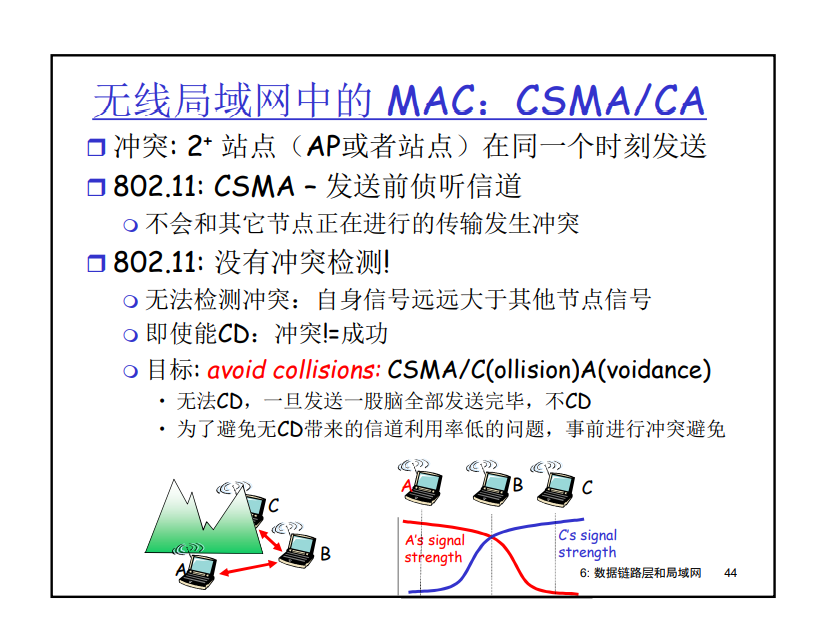 无线局域网中的 MAC：CSMA/CA
冲突: 2+ 站点（AP或者站点）在同一个时刻发送
802.11: CSMA – 发送前侦听信道
不会和其它节点正在进行的传输发生冲突
802.11: 没有冲突检测!
无法检测冲突：自身信号远远大于其他节点信号
即使能CD：冲突!=成功
目标: avoid collisions: CSMA/C(ollision)A(voidance)
• 无法CD，一旦发送一股脑全部发送完毕，不CD
• 为了避免无CD带来的信道利用率低的问题，事前进行冲突避免
C
B
A
A
B
C
A's signal
strength
C's signal
strength
6: 数据链路层和局域网 44